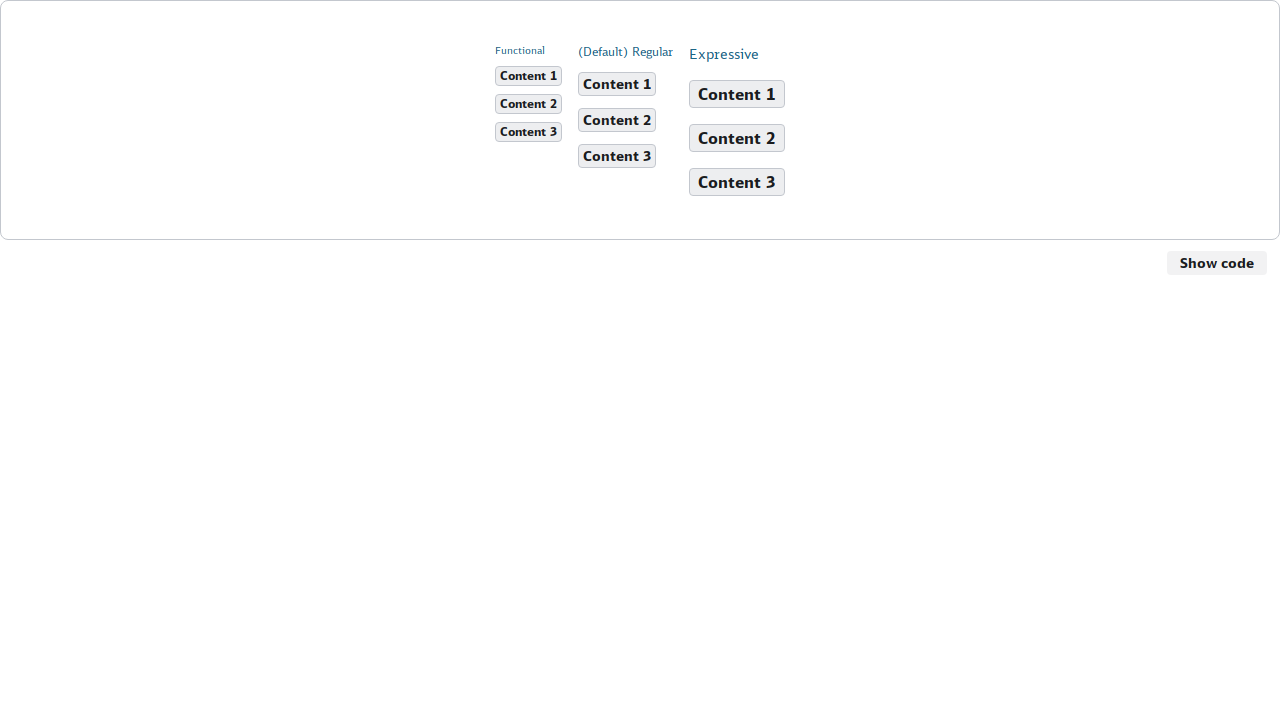 Functional
Content 1
Content 2
Content 3
(Default) Regular
Content 1
Content 2
Content 3
Expressive
Content 1
Content 2
Content 3
Show code